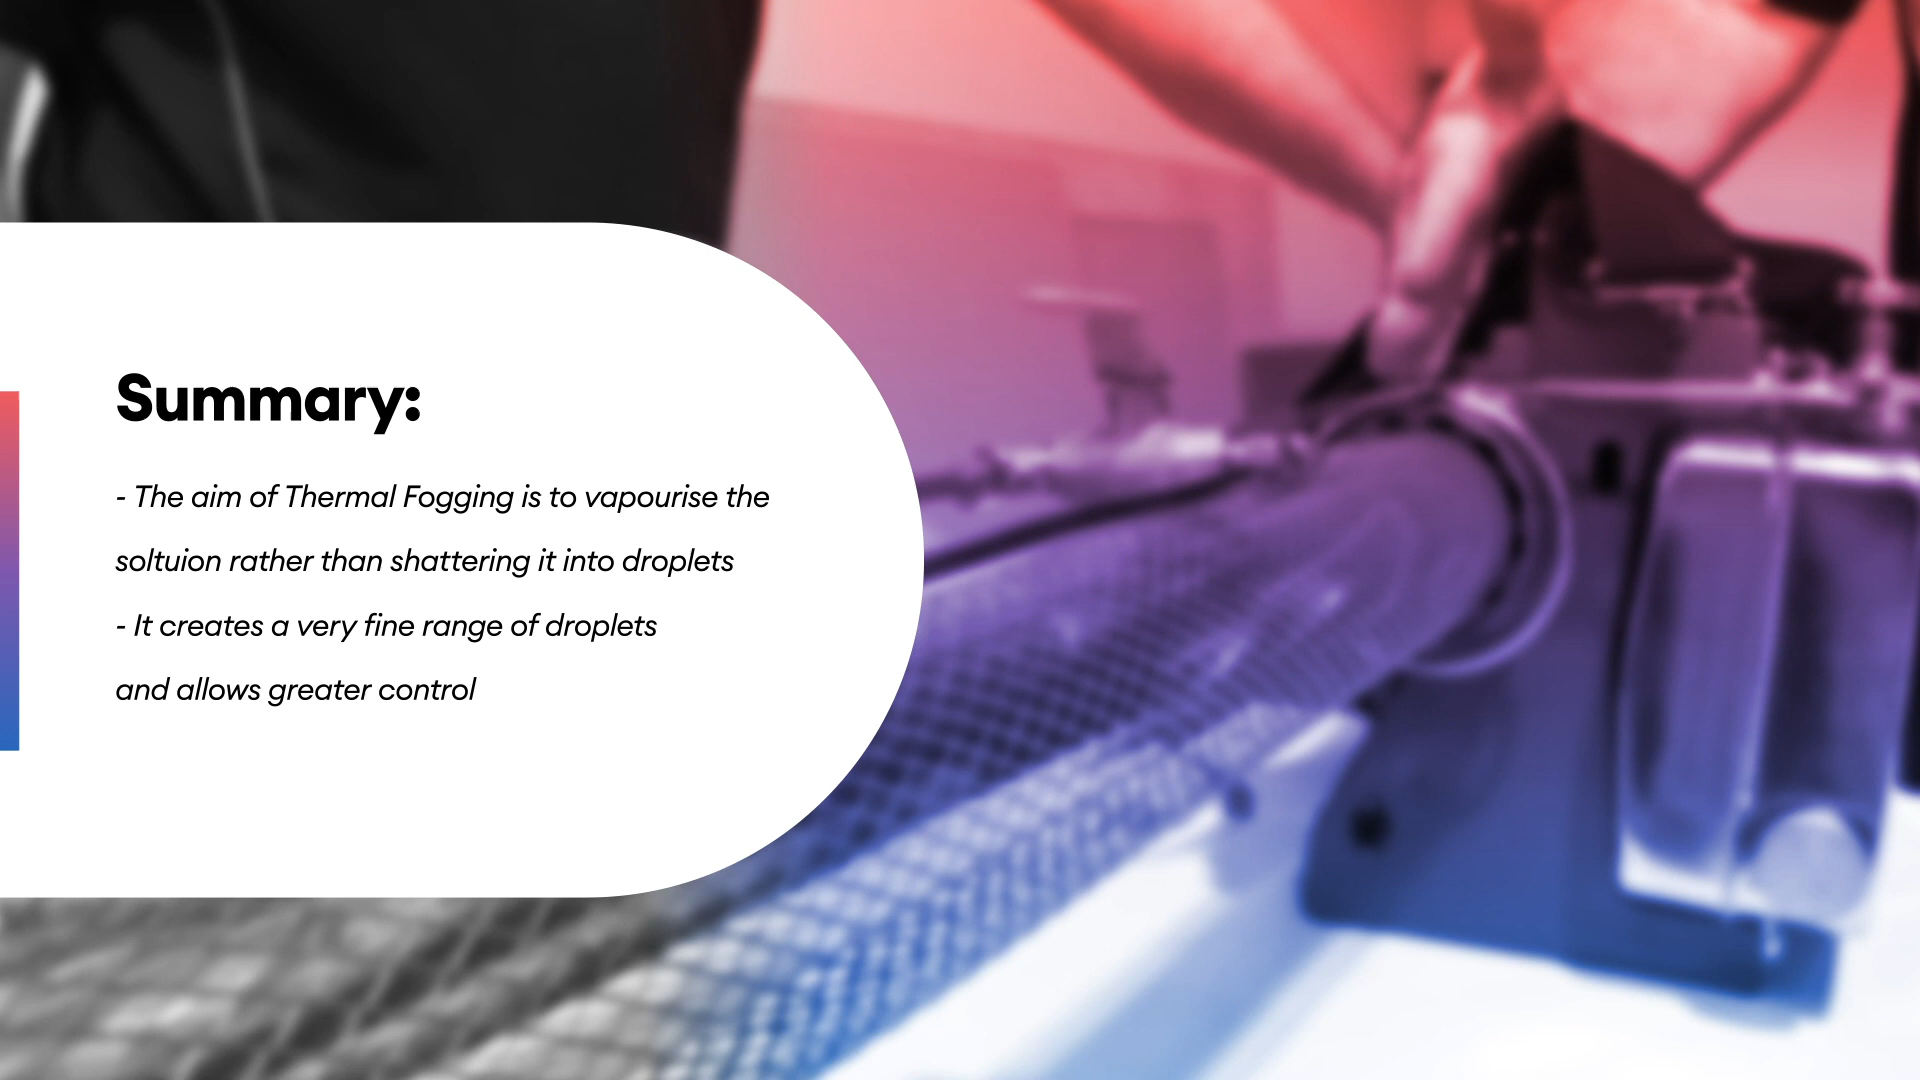 Summary:
- The aim of Thermal Fogging is to vapourise the
soltuion rather than shattering it into droplets
- It creates a very fine range of droplets
and allows greater control